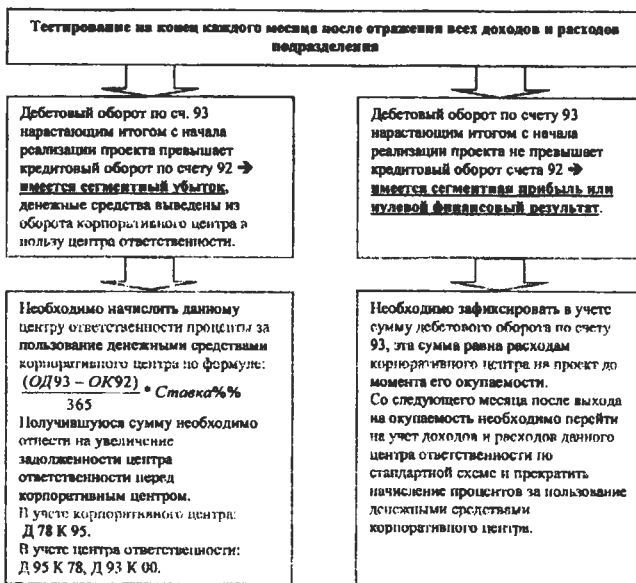 Тестирование на конец каждого месяца после отражения всех доходов и расходов
подразделения
Дебетовый оборот по сч. 93
нарастающим итогом с начала
реализации проекта превышает
кредитовый оборот по счету 92 ➔
имеется сегментный убыток,
денежные средства выведены из
оборота корпоративного центра в
пользу центра ответственности.
Дебетовый оборот по счету 93
нарастающим итогом с начала
реализации проекта не превышает
кредитовый оборот счета 92 ➔
имеется сегментная прибыль или
нулевой финансовый результат.
Необходимо начислить данному
центру ответственности проценты за
пользование денежными средствами
корпоративного центра по формуле:
(ОД93 – ОК92)
365
* Ставка%%
Получившуюся сумму необходимо
отнести на увеличение
задолженности центра
ответственности перед
корпоративным центром.
В учете корпоративного центра:
Д 78 К 95.
В учете центра ответственности:
Д 95 К 78, Д 93 К 00.
Необходимо зафиксировать в учете
сумму дебетового оборота по счету
93, эта сумма равна расходам
корпоративного центра на проект до
момента его окупаемости.
Со следующего месяца после выхода
на окупаемость необходимо перейти
на учет доходов и расходов данного
центра ответственности по
стандартной схеме и прекратить
начисление процентов за пользование
денежными средствами
корпоративного центра.